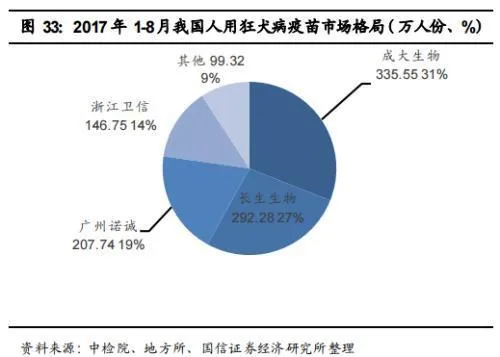 图 33: 2017 年 1-8月我国人用狂犬病疫苗市场格局(万人份、%)
其他 99.32
9%
成大生物
335.55 31%
浙江卫信
146.75 14%
长生生物
292.28 27%
广州诺诚
207.74 19%
资料来源：中检院、地方所、国信证券经济研究所整理